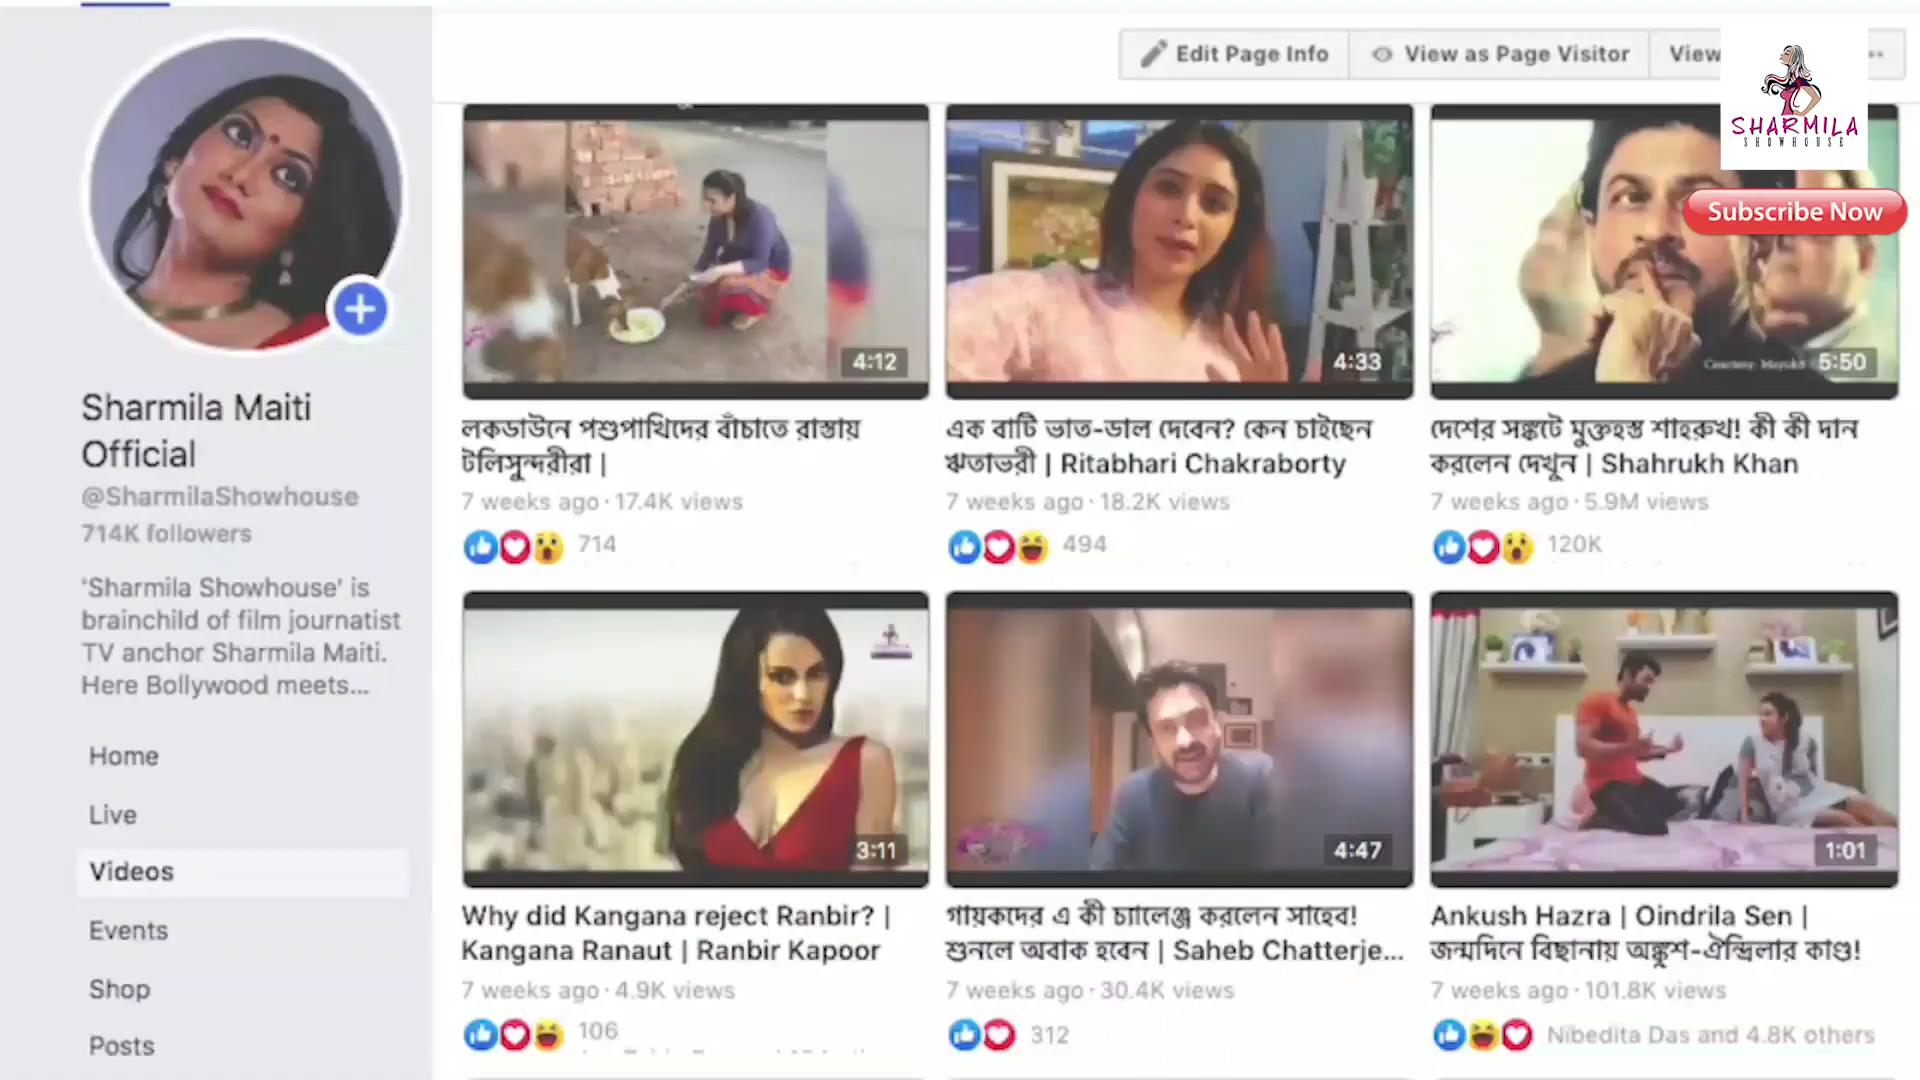 Edit Page Info
View as Page Visitor
View
SHARMILA
SHOWHOUSE
Subscribe Now
Sharmila Maiti
Official
@SharmilaShowhouse
714K followers
'Sharmila Showhouse' is
brainchild of film journatist
TV anchor Sharmila Maiti.
Here Bollywood meets...
Home
Live
Videos
Events
Shop
Posts
4:12
লকডাউনে পশুপাখিদের বাঁচাতে রাস্তায়
টলিসুন্দরীরা |
7 weeks ago · 17.4K views
714
4:33
এক বাটি ভাত-ডাল দেবেন? কেন চাইছেন
ঋতাভরী | Ritabhari Chakraborty
7 weeks ago · 18.2K views
494
Courtesy:
5:50
দেশের সঙ্কটে মুক্তহস্ত শাহরুখ! কী কী দান
করলেন দেখুন | Shahrukh Khan
7 weeks ago · 5.9M views
120K
3:11
Why did Kangana reject Ranbir? |
Kangana Ranaut | Ranbir Kapoor
7 weeks ago · 4.9K views
106
4:47
গায়কদের এ কী চ্যালেঞ্জ করলেন সাহেব!
শুনলে অবাক হবেন | Saheb Chatterje...
7 weeks ago · 30.4K views
312
1:01
Ankush Hazra | Oindrila Sen |
জন্মদিনে বিছানায় অঙ্কুশ-ঐন্দ্রিলার কাণ্ড!
7 weeks ago · 101.8K views
Nibedita Das and 4.8K others